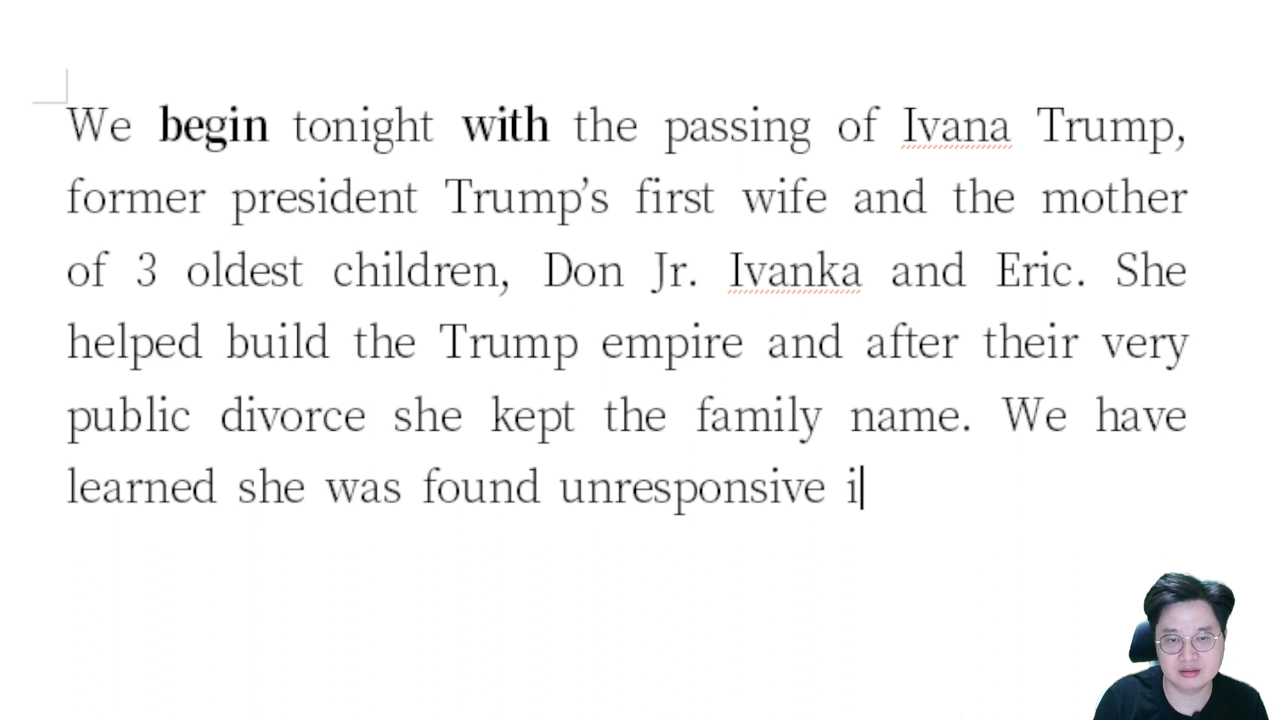 We begin tonight with the passing of Ivana Trump,
former president Trump’s first wife and the mother
of 3 oldest children, Don Jr. Ivanka and Eric. She
helped build the Trump empire and after their very
public divorce she kept the family name. We have
learned she was found unresponsive i